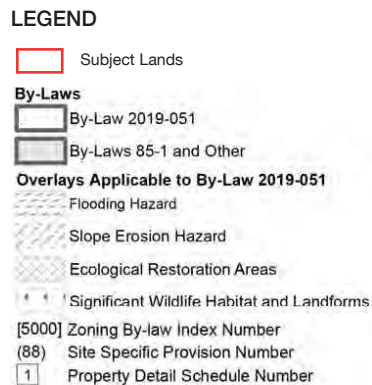 LEGEND
Subject Lands
By-Laws
By-Law 2019-051
By-Laws 85-1 and Other
Overlays Applicable to By-Law 2019-051
Flooding Hazard
Slope Erosion Hazard
Ecological Restoration Areas
Significant Wildlife Habitat and Landforms
[5000] Zoning By-law Index Number
(88) Site Specific Provision Number
1 Property Detail Schedule Number